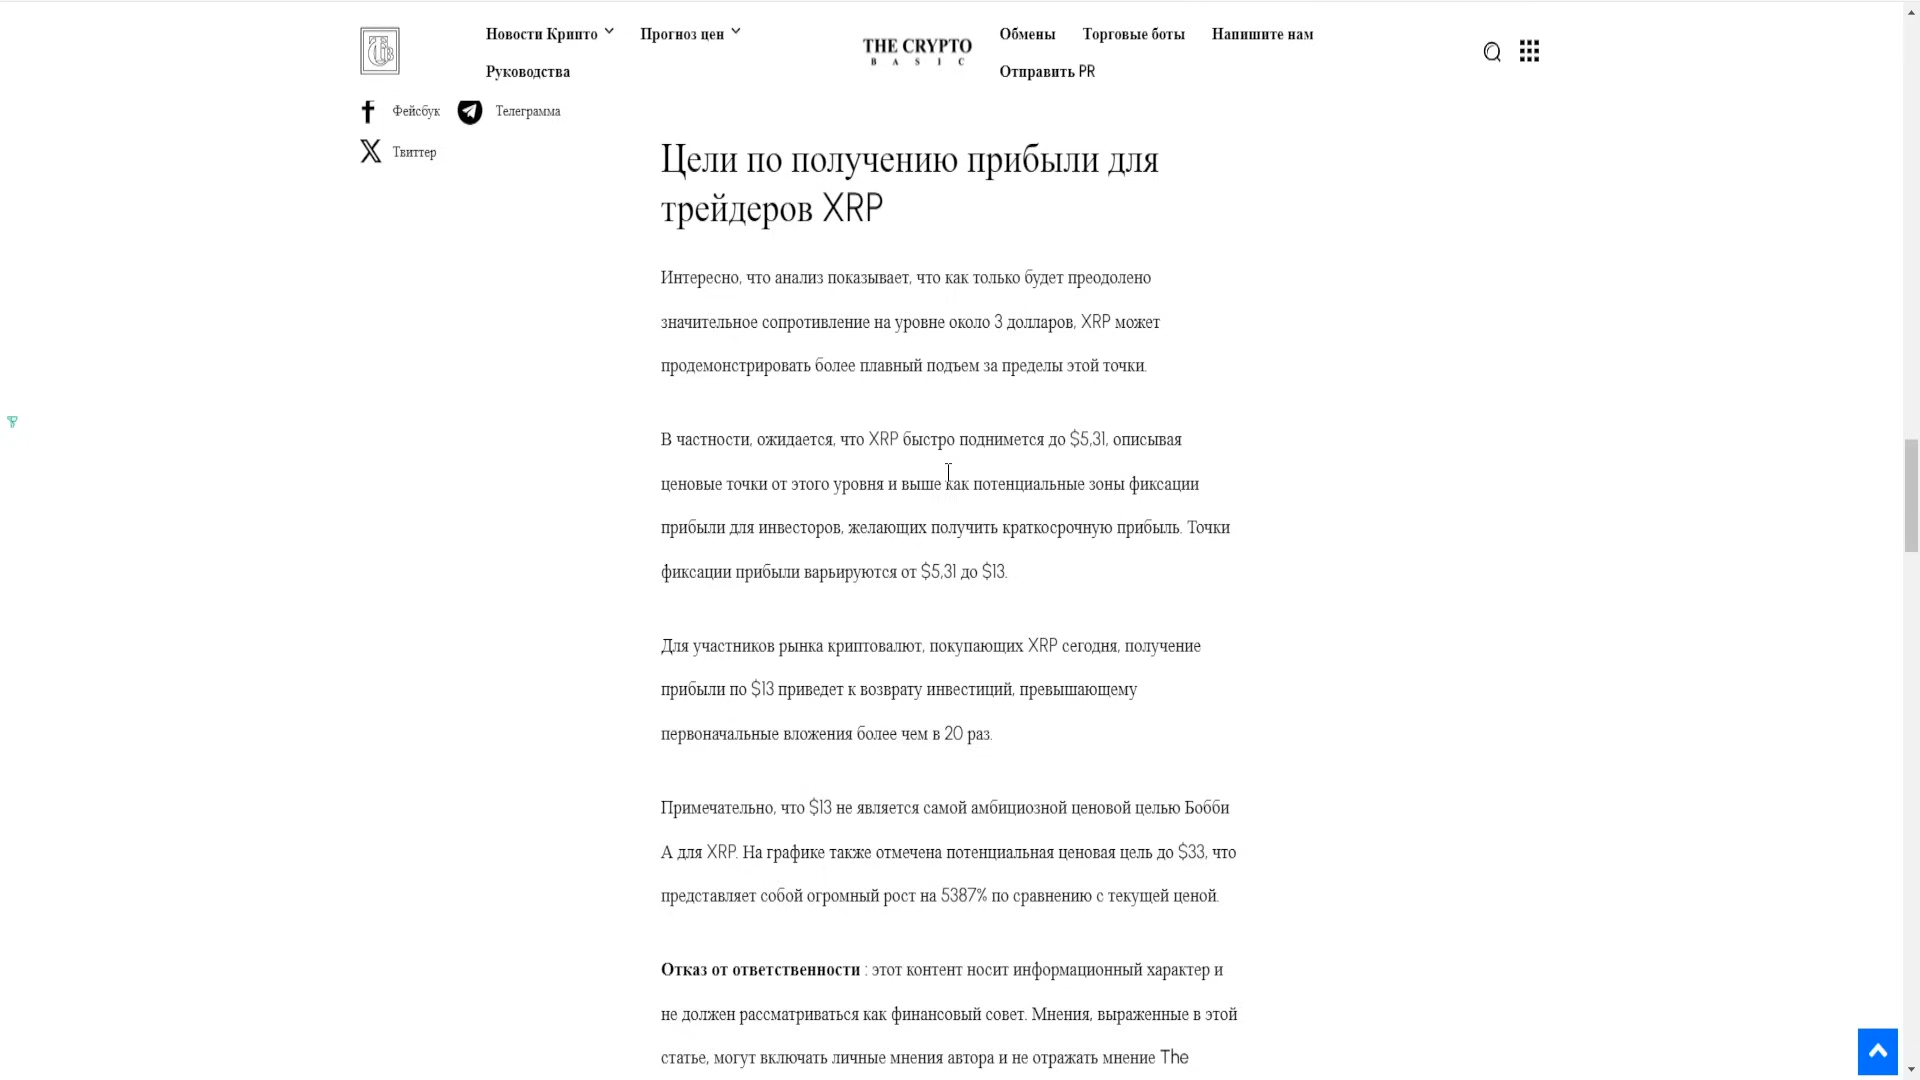 Новости Крипто
Прогноз цен
THE CRYPTO
BASIC
Обмены
Торговые боты
Напишите нам
Руководства
Отправить PR
Фейсбук
Телеграмма
Твиттер
Цели по получению прибыли для
трейдеров XRP
Интересно, что анализ показывает, что как только будет преодолено
значительное сопротивление на уровне около 3 долларов, XRP может
продемонстрировать более плавный подъем за пределы этой точки.
В частности, ожидается, что XRP быстро поднимется до $5,31, описывая
ценовые точки от этого уровня и выше как потенциальные зоны фиксации
прибыли для инвесторов, желающих получить краткосрочную прибыль. Точки
фиксации прибыли варьируются от $5,31 до $13.
Для участников рынка криптовалют, покупающих XRP сегодня, получение
прибыли по $13 приведет к возврату инвестиций, превышающему
первоначальные вложения более чем в 20 раз.
Примечательно, что $13 не является самой амбициозной ценовой целью Бобби
А для XRP. На графике также отмечена потенциальная ценовая цель до $33, что
представляет собой огромный рост на 5387% по сравнению с текущей ценой.
Отказ от ответственности : этот контент носит информационный характер и
не должен рассматриваться как финансовый совет. Мнения, выраженные в этой
статье, могут включать личные мнения автора и не отражать мнение The